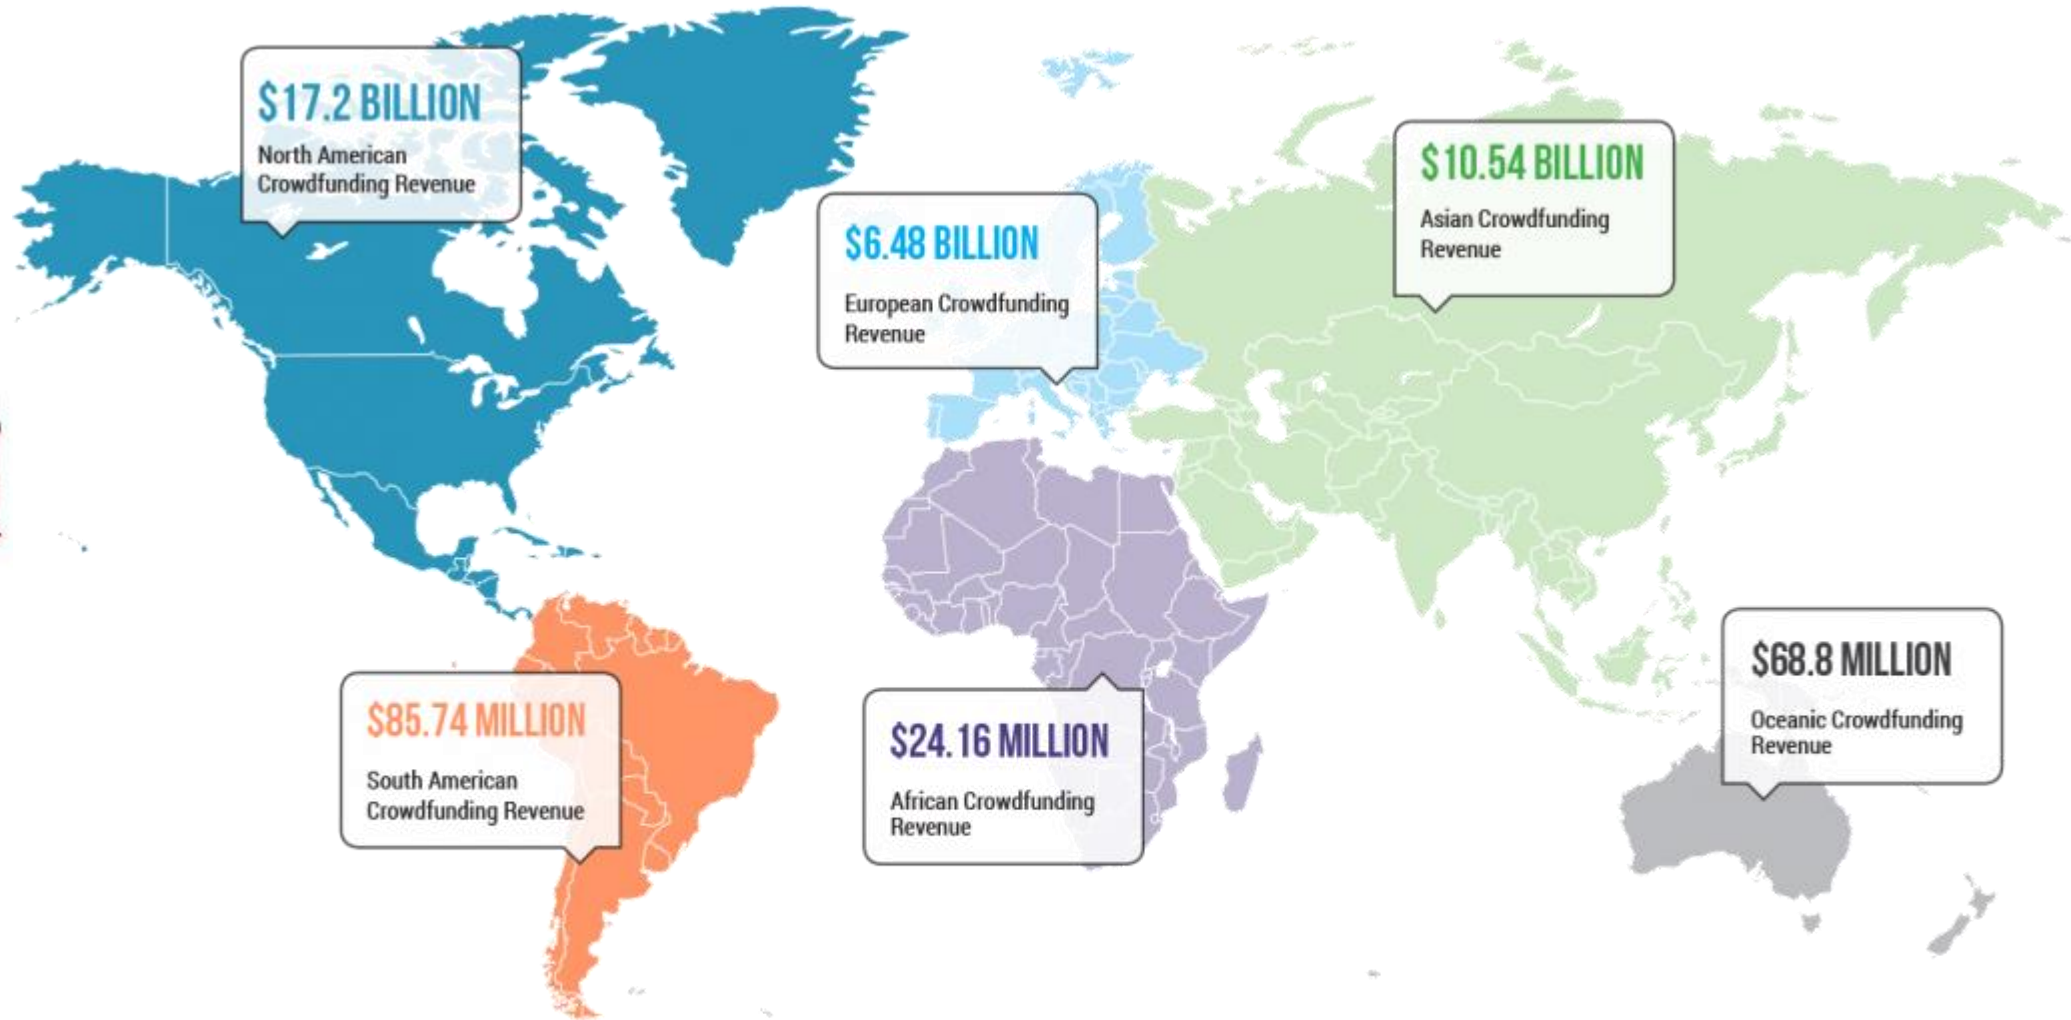 $17.2 BILLION
North American
Crowdfunding Revenue
$6.48 BILLION
European Crowdfunding
Revenue
$10.54 BILLION
Asian Crowdfunding
Revenue
$85.74 MILLION
South American
Crowdfunding Revenue
$24.16 MILLION
African Crowdfunding
Revenue
$68.8 MILLION
Oceanic Crowdfunding
Revenue